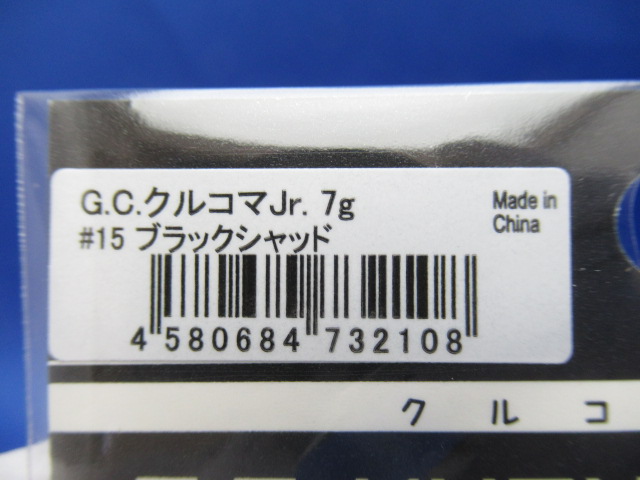 G.C.クルコマJr. 7g
#15 ブラックシャッド
Made in
China
4 580684 732108
クルコ